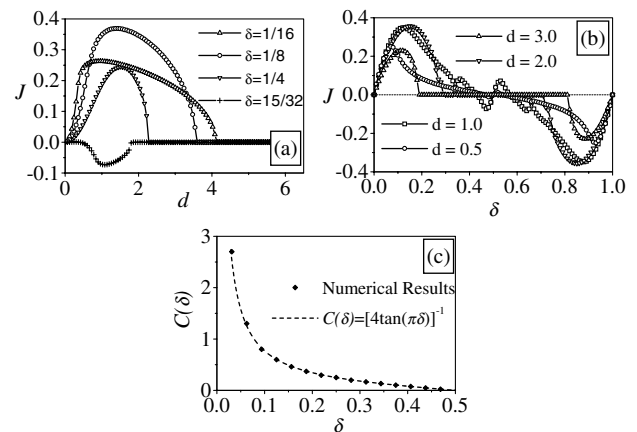 0.4
0.3
0.2
0.1
0.0
-0.1
J
0 2 4 6
d
δ=1/16
δ=1/8
δ=1/4
δ=15/32
(a)
0.4
0.2
0.0
-0.2
-0.4
J
0.0 0.2 0.4 0.6 0.8 1.0
δ
(b)
d = 3.0
d = 2.0
d = 1.0
d = 0.5
3
2
1
0
C(δ)
0.0 0.1 0.2 0.3 0.4 0.5
δ
(c)
Numerical Results
C(δ)=[4tan(πδ)]⁻¹